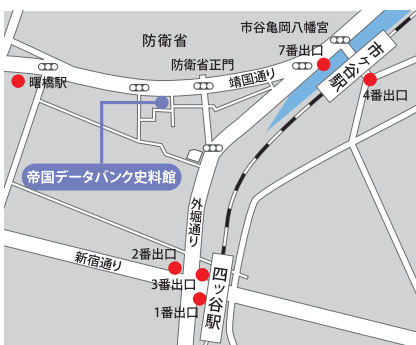 市谷亀岡八幡宮
防衛省
7番出口
市ヶ谷駅
防衛省正門
靖国通り
曙橋駅
4番出口
帝国データバンク史料館
外堀通り
2番出口
新宿通り
3番出口
四ッ谷駅
1番出口